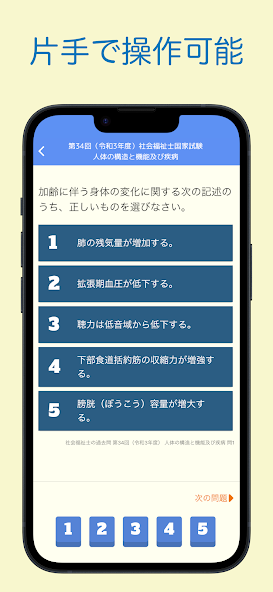 片手で操作可能
第34回（令和3年度）社会福祉士国家試験
人体の構造と機能及び疾病
加齢に伴う身体の変化に関する次の記述の
うち、正しいものを選びなさい。
1 肺の残気量が増加する。
2 拡張期血圧が低下する。
3 聴力は低音域から低下する。
4 下部食道括約筋の収縮力が増強す
る。
5 膀胱（ぼうこう）容量が増大す
る。
社会福祉士の過去問 第34回（令和3年度） 人体の構造と機能及び疾病 問1
次の問題
1 2 3 4 5